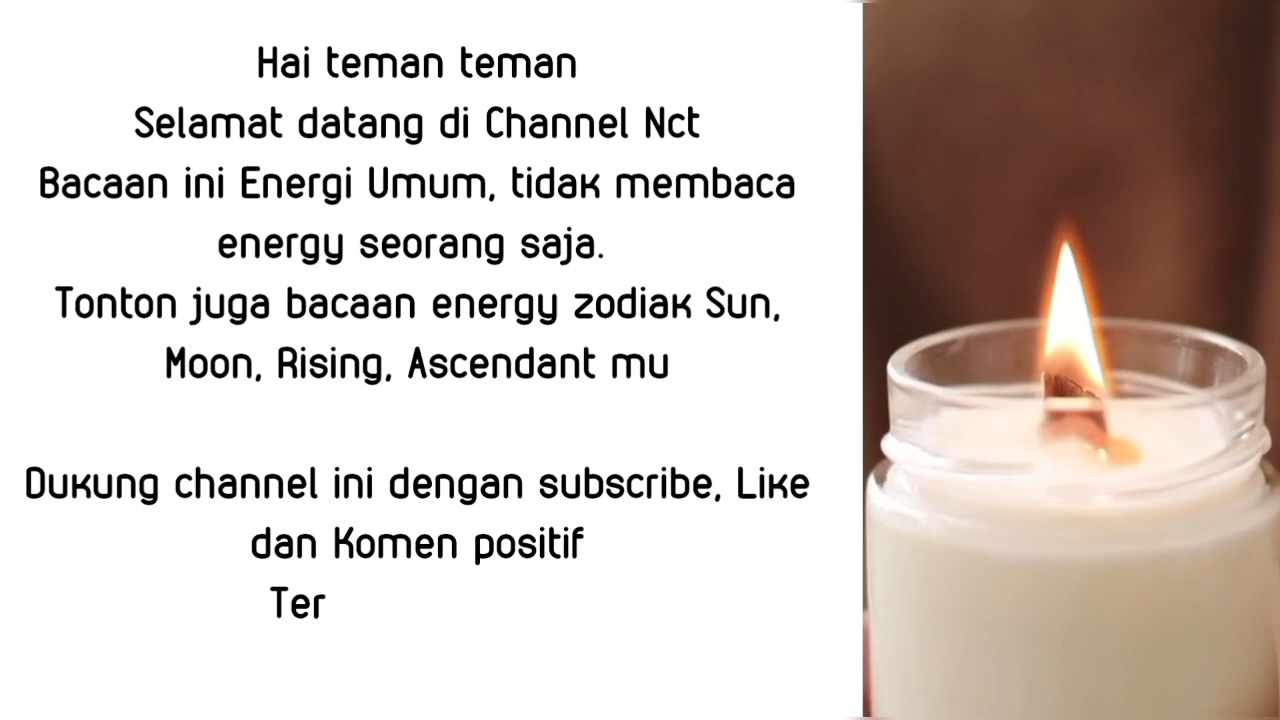 Hai teman teman
Selamat datang di Channel Nct
Bacaan ini Energi Umum, tidak membaca
energy seorang saja.
Tonton juga bacaan energy zodiak Sun,
Moon, Rising, Ascendant mu
Dukung channel ini dengan subscribe, Like
dan Komen positif
Ter